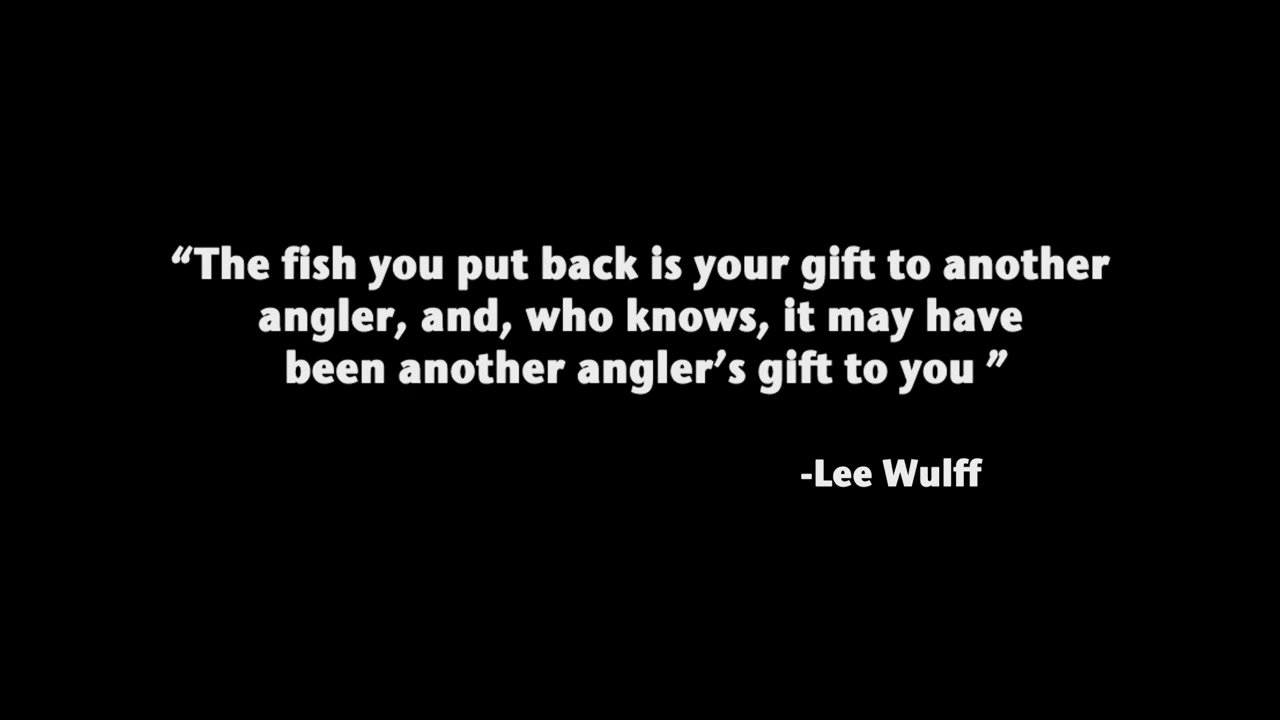 “The fish you put back is your gift to another
angler, and, who knows, it may have
been another angler’s gift to you ”
-Lee Wulff